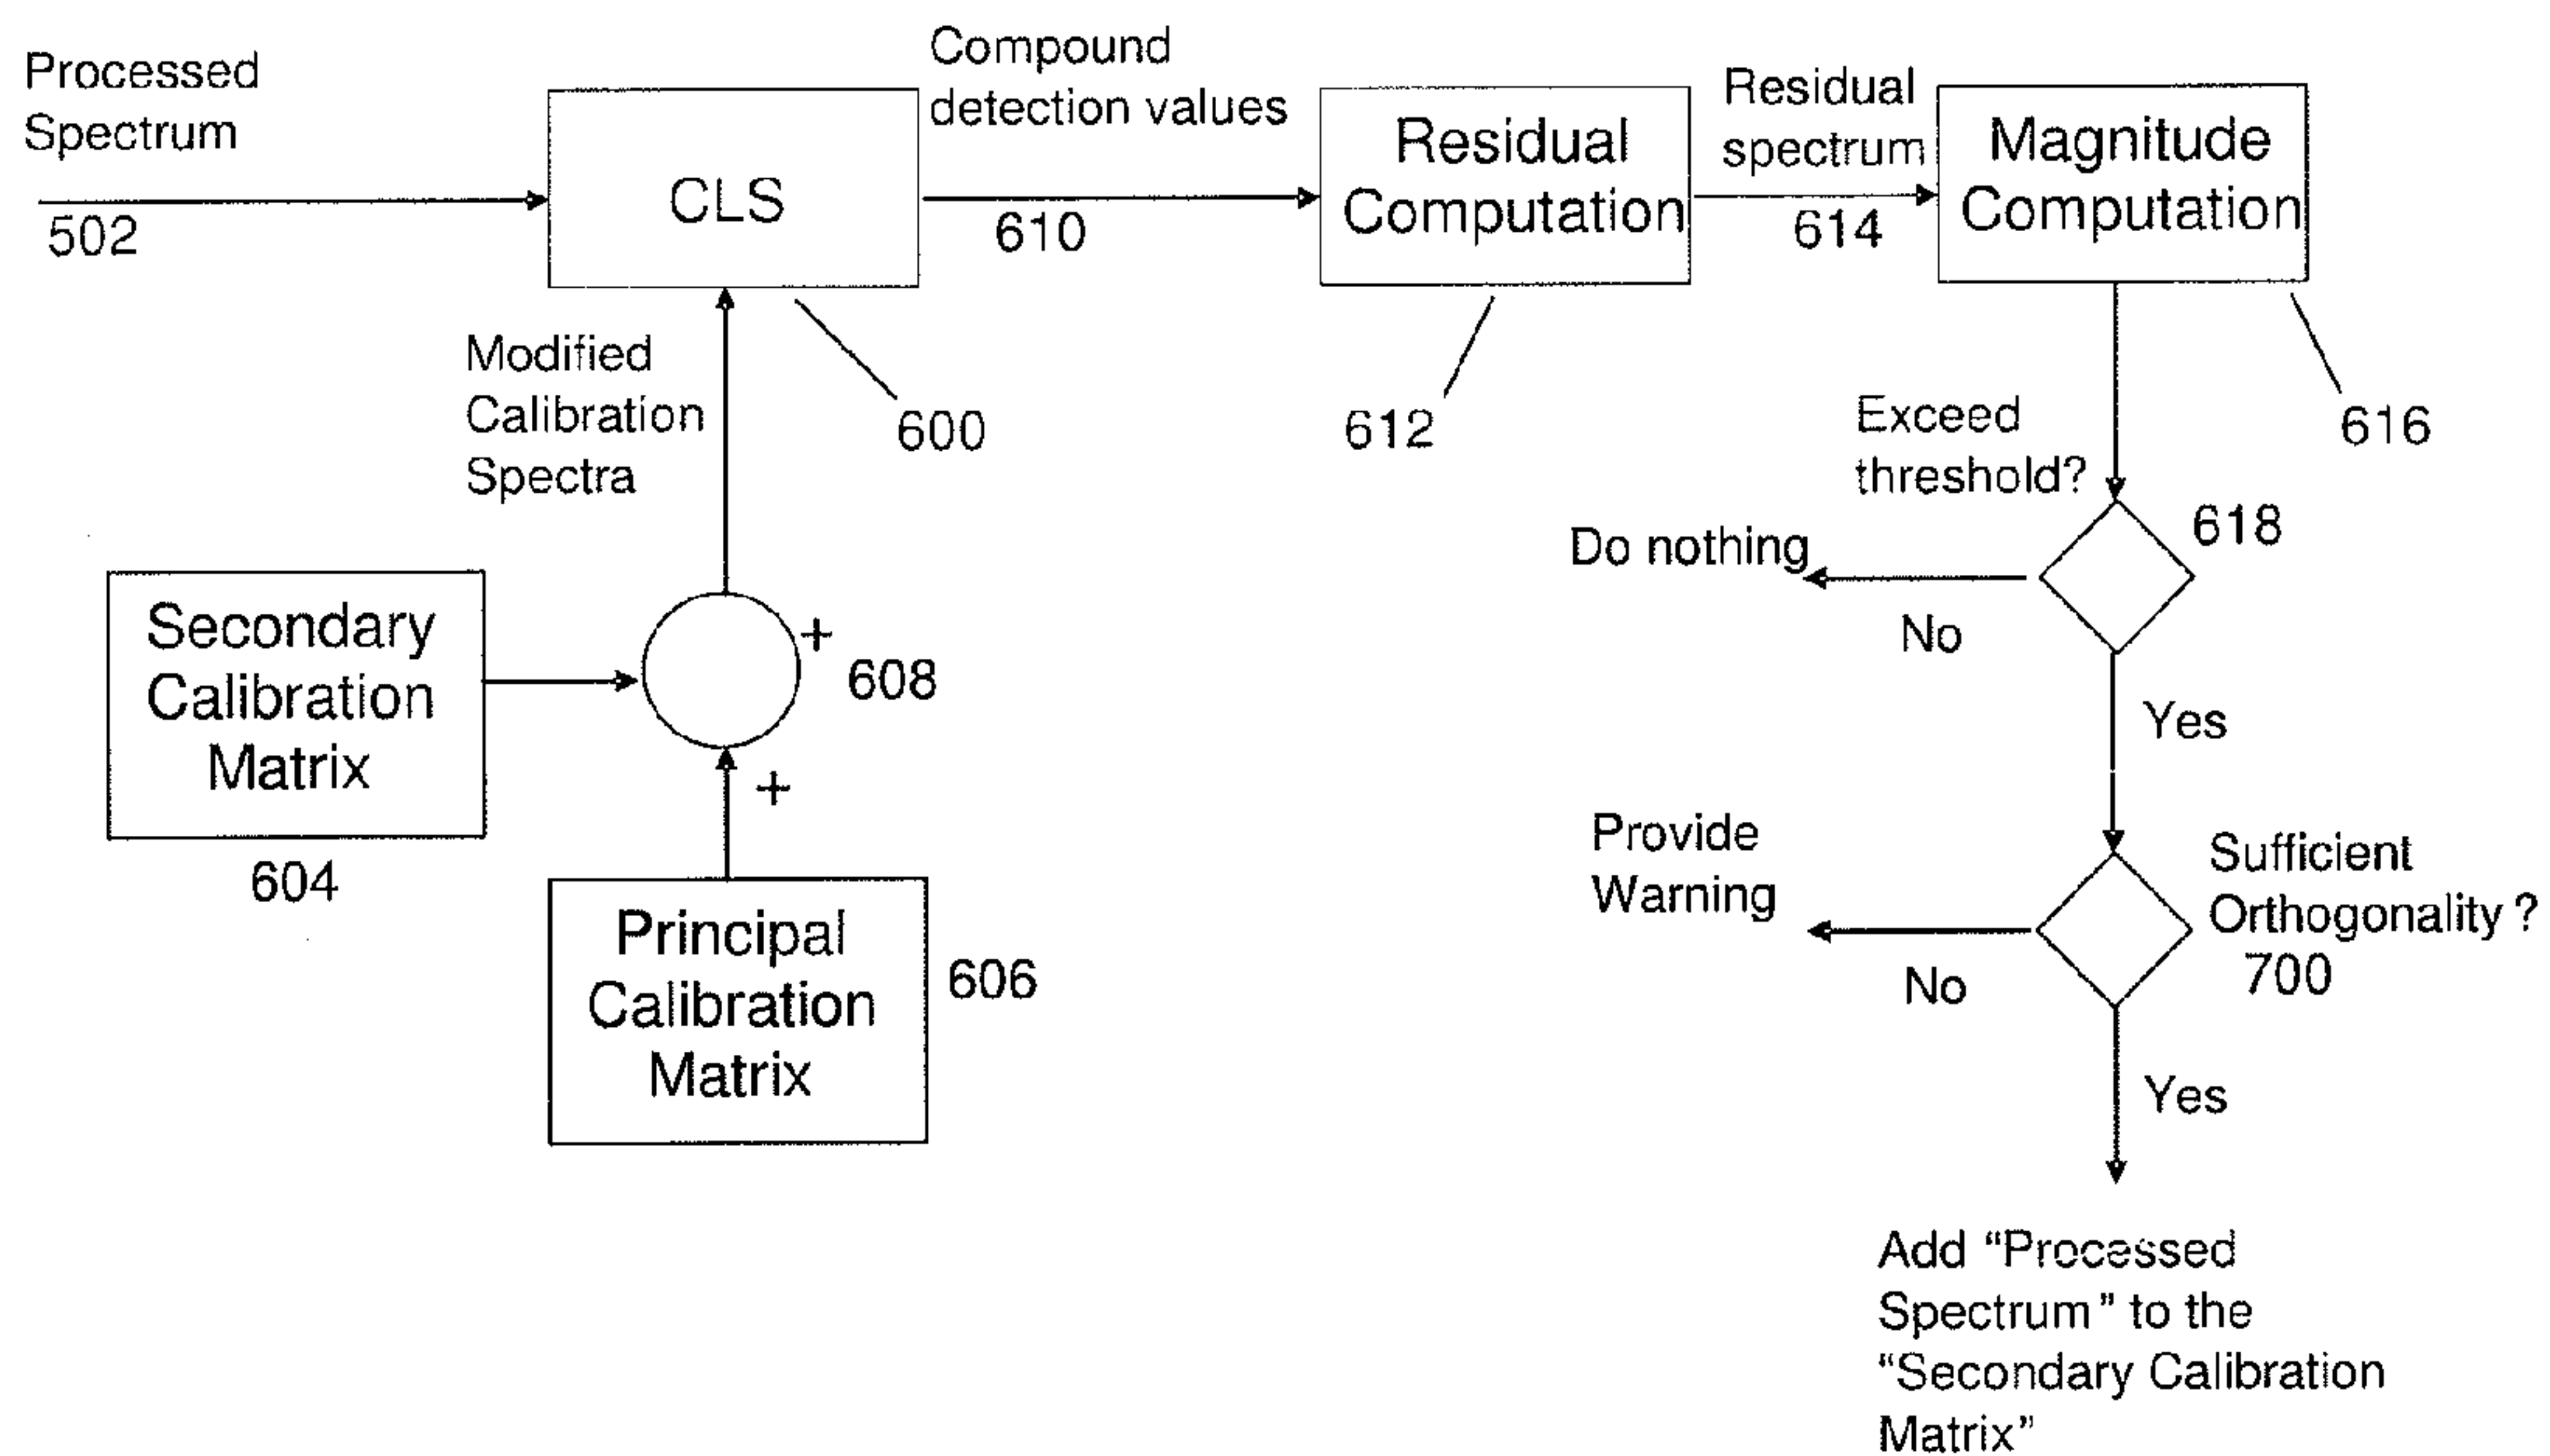 Processed
Spectrum
502
CLS
600
Compound
detection values
610
Residual
Computation
612
Residual
spectrum
614
Magnitude
Computation
616
Modified
Calibration
Spectra
Secondary
Calibration
Matrix
604
+
608
+
Principal
Calibration
Matrix
606
Exceed
threshold?
618
Do nothing
No
Yes
Provide
Warning
No
Sufficient
Orthogonality ?
700
Yes
Add “Processed
Spectrum” to the
“Secondary Calibration
Matrix”